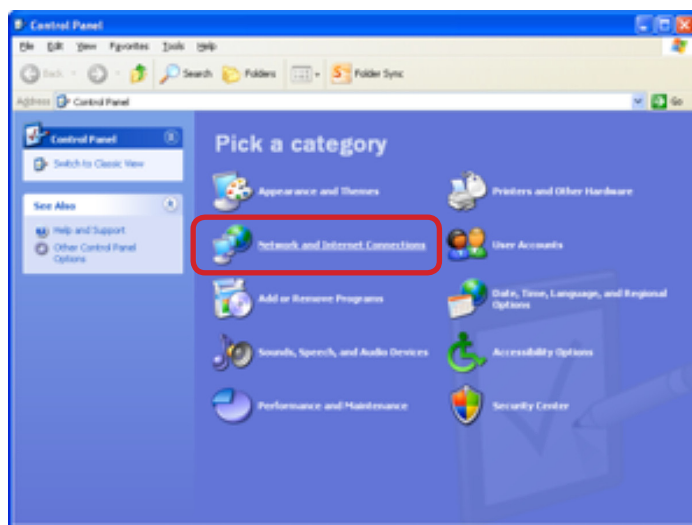 Control Panel
File Edit View Favorites Tools Help
Back Search Folders Folder Sync
Address Control Panel Go
Control Panel
Switch to Classic View
See Also
Help and Support
Other Control Panel
Options
Pick a category
Appearance and Themes
Printers and Other Hardware
Network and Internet Connections
User Accounts
Add or Remove Programs
Date, Time, Language, and Regional
Options
Sounds, Speech, and Audio Devices
Accessibility Options
Performance and Maintenance
Security Center